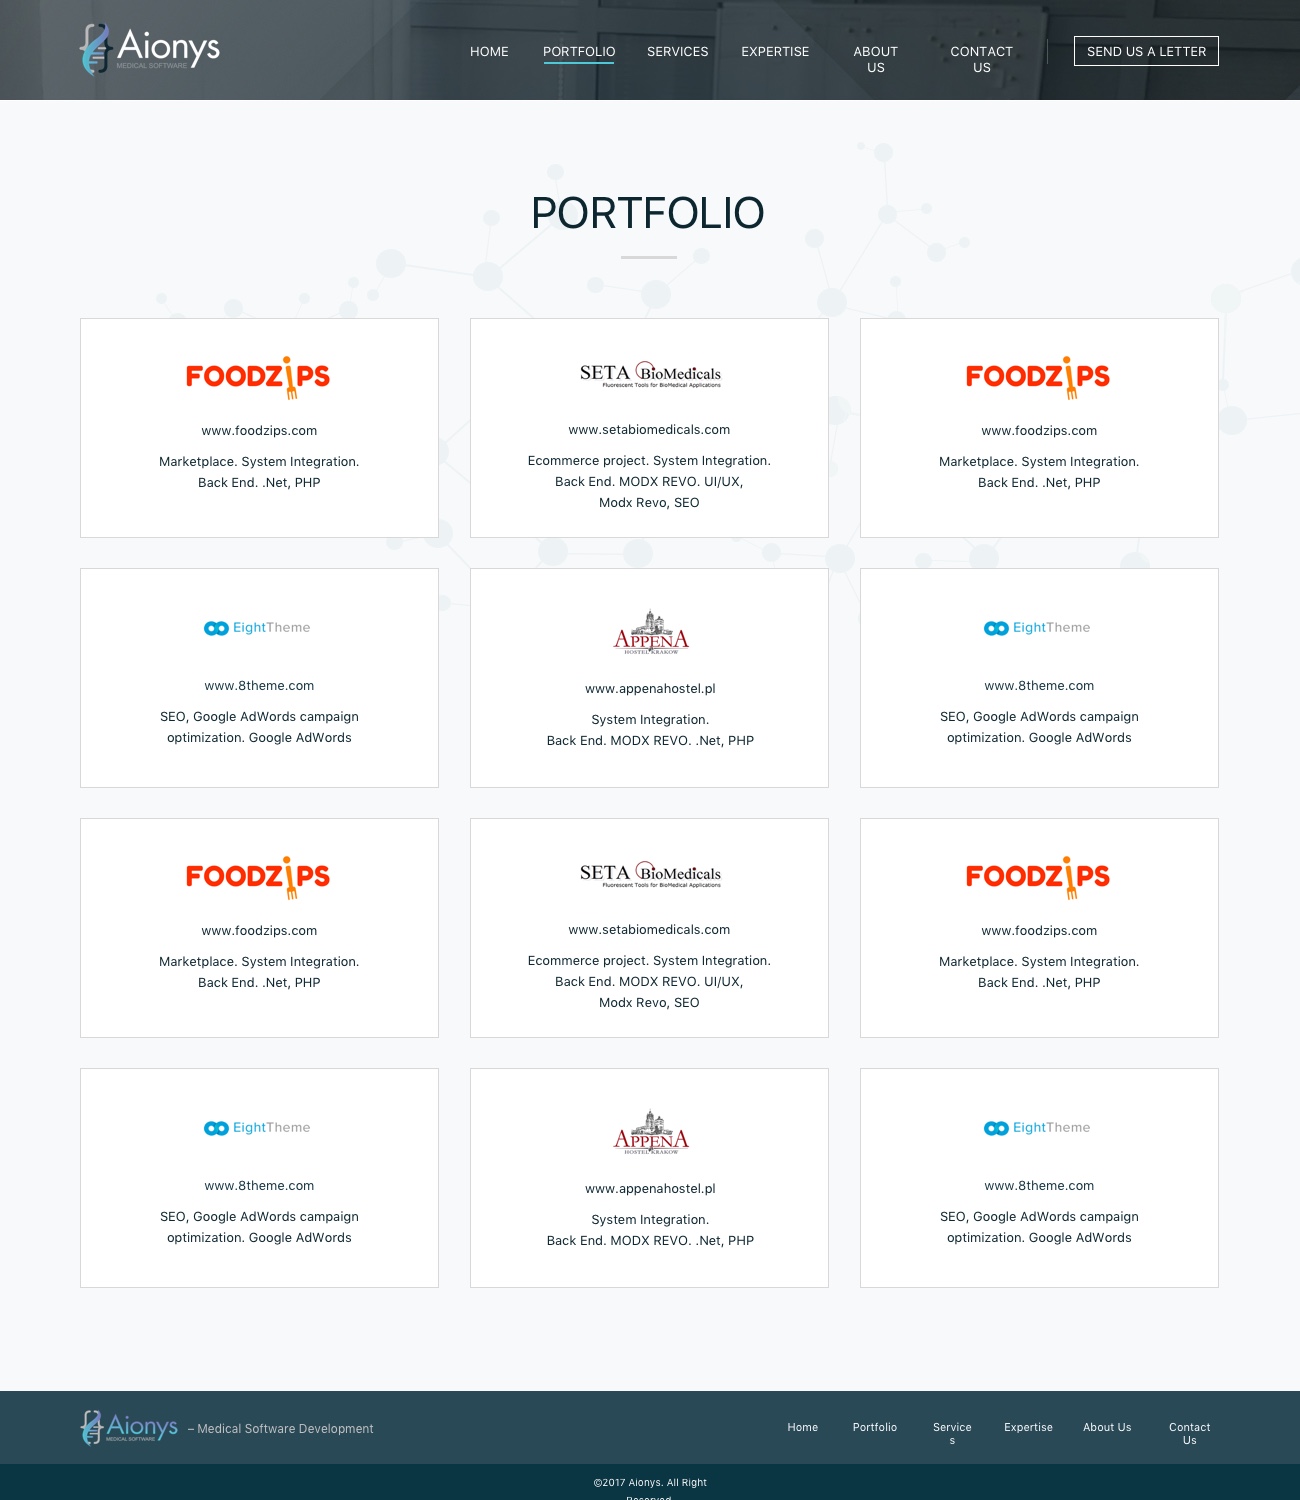 Aionys
MEDICAL SOFTWARE
HOME
PORTFOLIO
SERVICES
EXPERTISE
ABOUT
US
CONTACT
US
SEND US A LETTER
PORTFOLIO
FOODZIPS
www.foodzips.com
Marketplace. System Integration.
Back End. .Net, PHP
SETA BioMedicals
Fluorescent Tools for BioMedical Applications
www.setabiomedicals.com
Ecommerce project. System Integration.
Back End. MODX REVO. UI/UX,
Modx Revo, SEO
FOODZIPS
www.foodzips.com
Marketplace. System Integration.
Back End. .Net, PHP
EightTheme
www.8theme.com
SEO, Google AdWords campaign
optimization. Google AdWords
APPENA
HOSTEL KRAKOW
www.appenahostel.pl
System Integration.
Back End. MODX REVO. .Net, PHP
EightTheme
www.8theme.com
SEO, Google AdWords campaign
optimization. Google AdWords
FOODZIPS
www.foodzips.com
Marketplace. System Integration.
Back End. .Net, PHP
SETA BioMedicals
Fluorescent Tools for BioMedical Applications
www.setabiomedicals.com
Ecommerce project. System Integration.
Back End. MODX REVO. UI/UX,
Modx Revo, SEO
FOODZIPS
www.foodzips.com
Marketplace. System Integration.
Back End. .Net, PHP
EightTheme
www.8theme.com
SEO, Google AdWords campaign
optimization. Google AdWords
APPENA
HOSTEL KRAKOW
www.appenahostel.pl
System Integration.
Back End. MODX REVO. .Net, PHP
EightTheme
www.8theme.com
SEO, Google AdWords campaign
optimization. Google AdWords
Aionys
MEDICAL SOFTWARE
– Medical Software Development
Home
Portfolio
Service
s
Expertise
About Us
Contact
Us
©2017 Aionys. All Right
Reserved